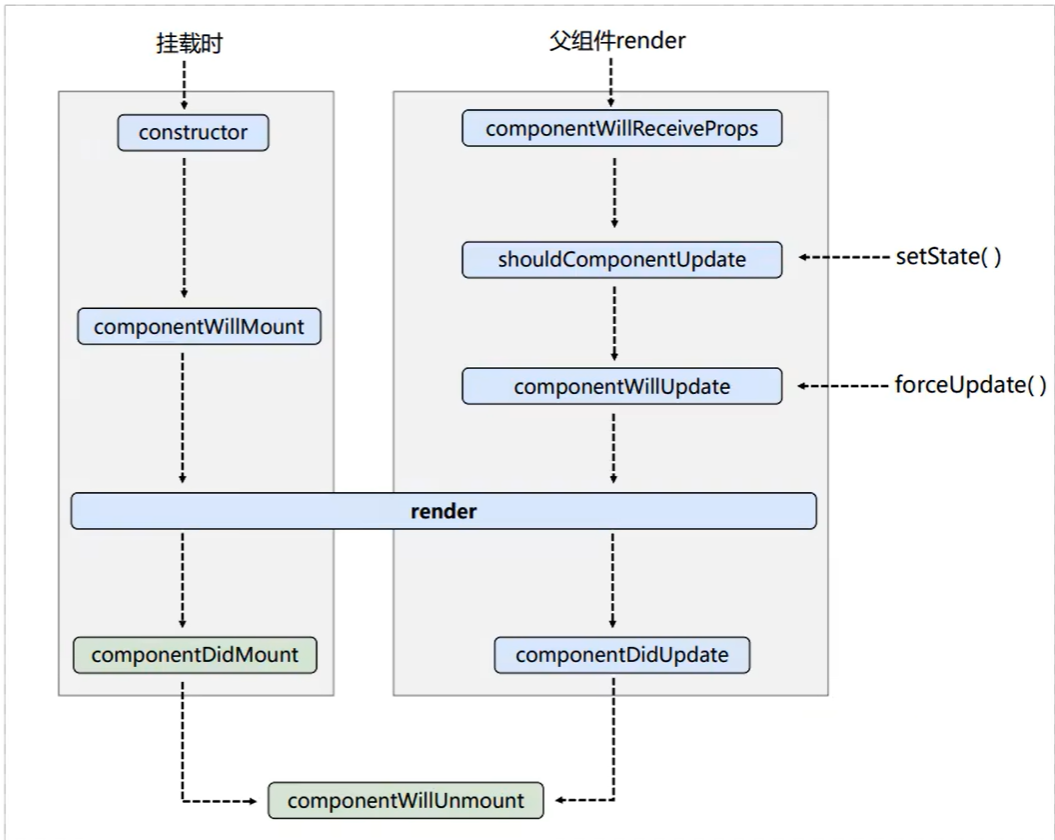 挂载时
父组件render
constructor
componentWillReceiveProps
shouldComponentUpdate
setState( )
componentWillMount
componentWillUpdate
forceUpdate( )
render
componentDidMount
componentDidUpdate
componentWillUnmount